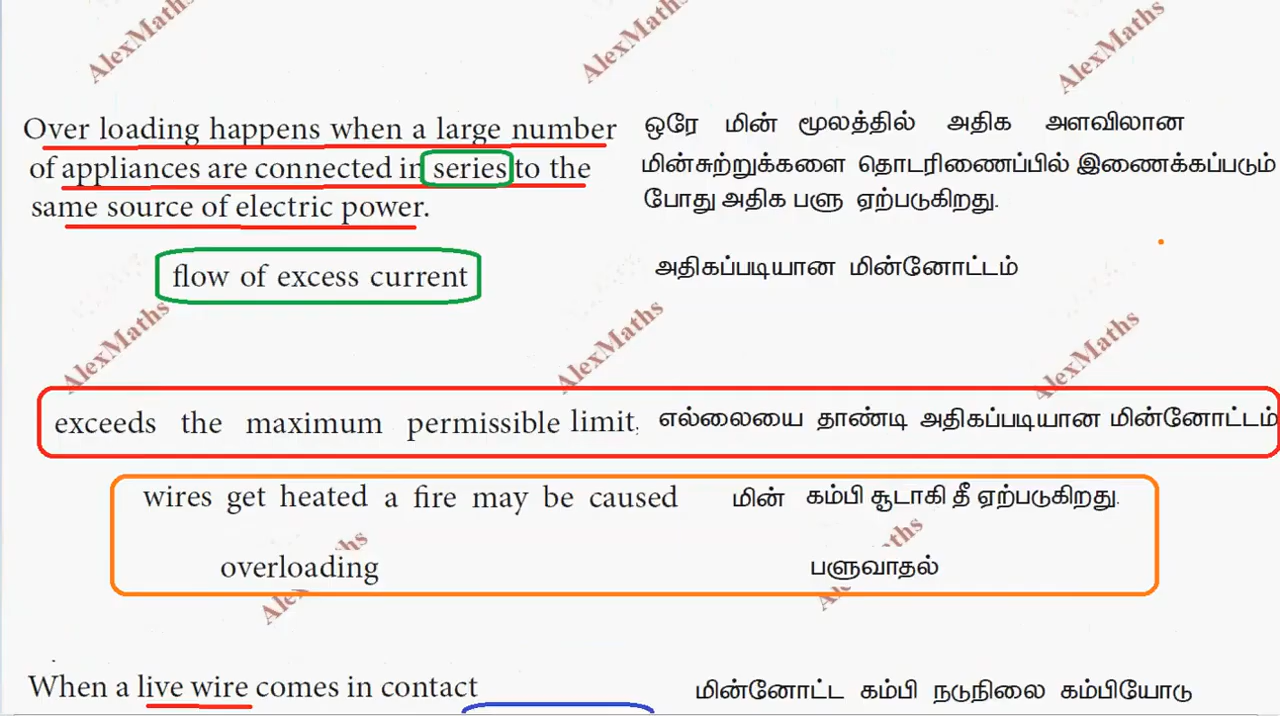 AlexMaths AlexMaths AlexMaths
Over loading happens when a large number
of appliances are connected in series to the
same source of electric power.
ஒரே மின் மூலத்தில் அதிக அளவிலான
மின்சுற்றுக்களை தொடரிணைப்பில் இணைக்கப்படும்
போது அதிக பளு ஏற்படுகிறது.
flow of excess current
அதிகப்படியான மின்னோட்டம்
AlexMaths AlexMaths AlexMaths
exceeds the maximum permissible limit, எல்லையை தாண்டி அதிகப்படியான மின்னோட்டம்
wires get heated a fire may be caused மின் கம்பி சூடாகி தீ ஏற்படுகிறது.
overloading பளுவாதல்
When a live wire comes in contact மின்னோட்ட கம்பி நடுநிலை கம்பியோடு